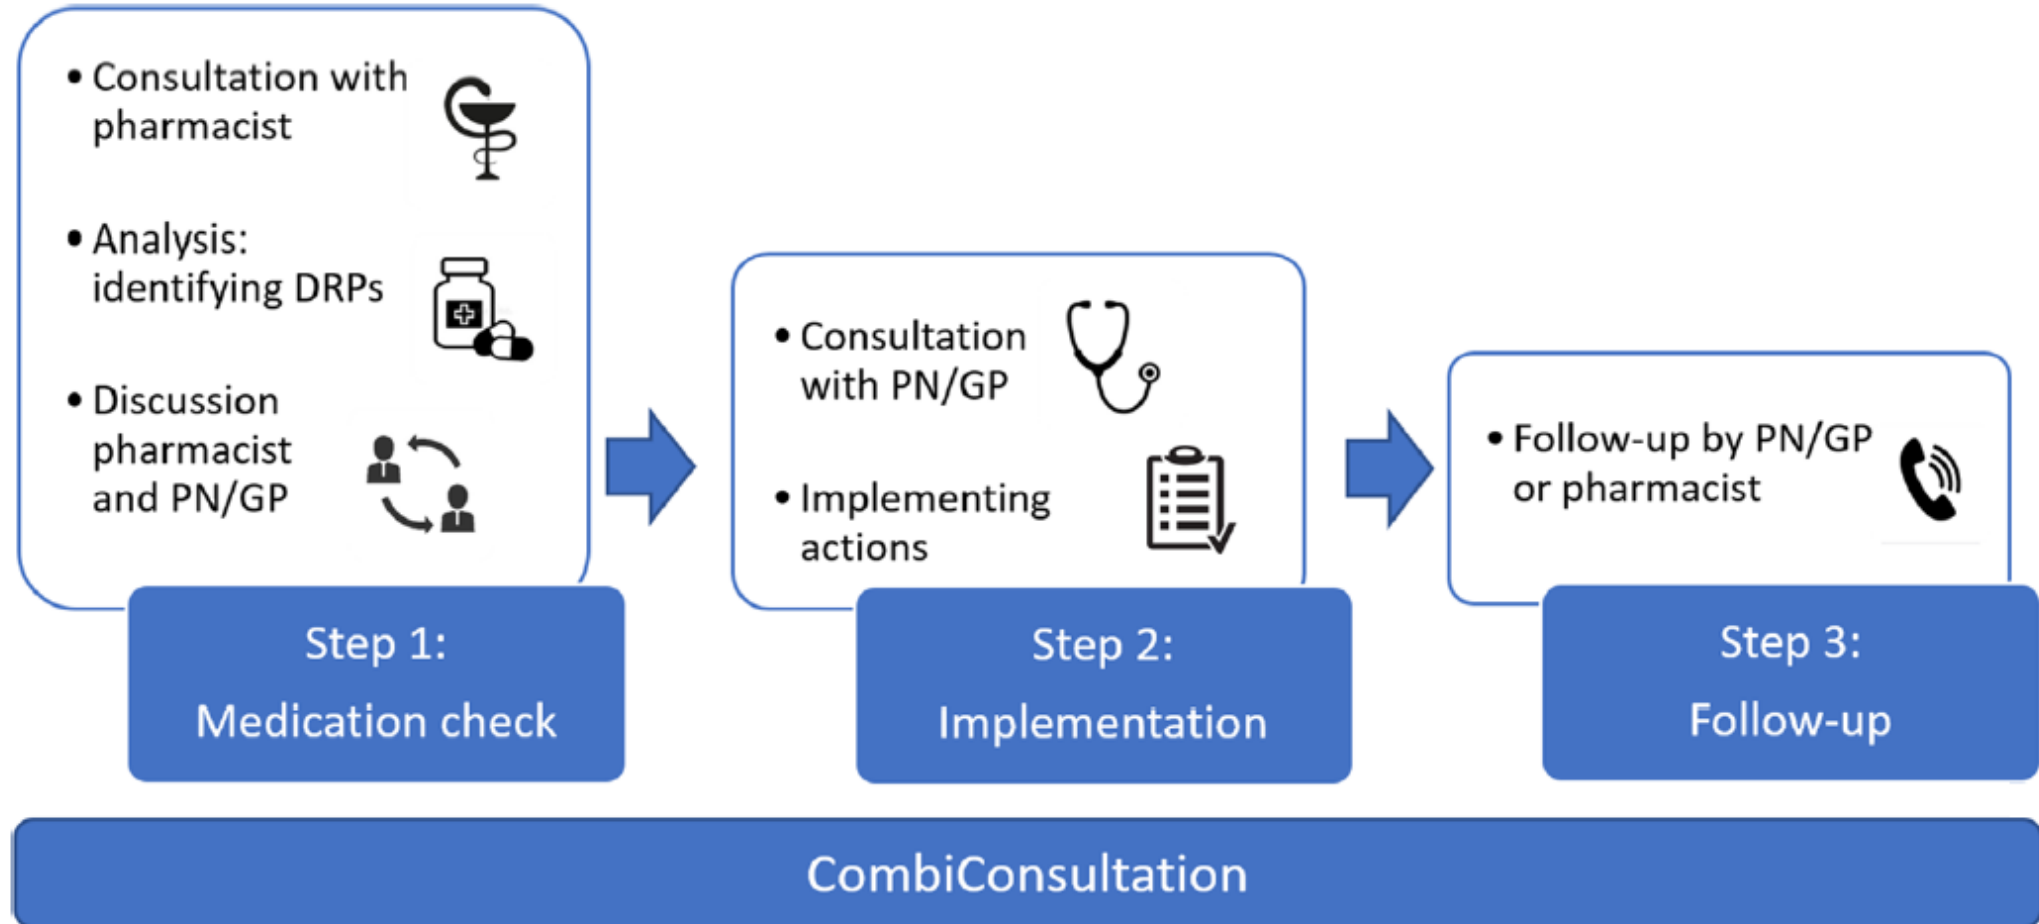 • Consultation with
pharmacist
• Analysis:
identifying DRPs
• Discussion
pharmacist
and PN/GP
Step 1:
Medication check
• Consultation
with PN/GP
• Implementing
actions
Step 2:
Implementation
• Follow-up by PN/GP
or pharmacist
Step 3:
Follow-up
CombiConsultation